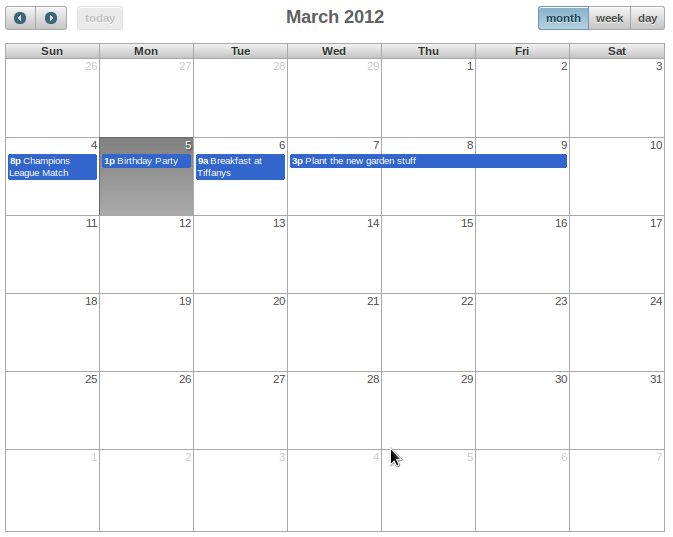 today
March 2012
month week day
Sun Mon Tue Wed Thu Fri Sat
26 27 28 29 1 2 3
4 5 6 7 8 9 10
8p Champions League Match
1p Birthday Party
9a Breakfast at Tiffanys
3p Plant the new garden stuff
11 12 13 14 15 16 17
18 19 20 21 22 23 24
25 26 27 28 29 30 31
1 2 3 4 5 6 7